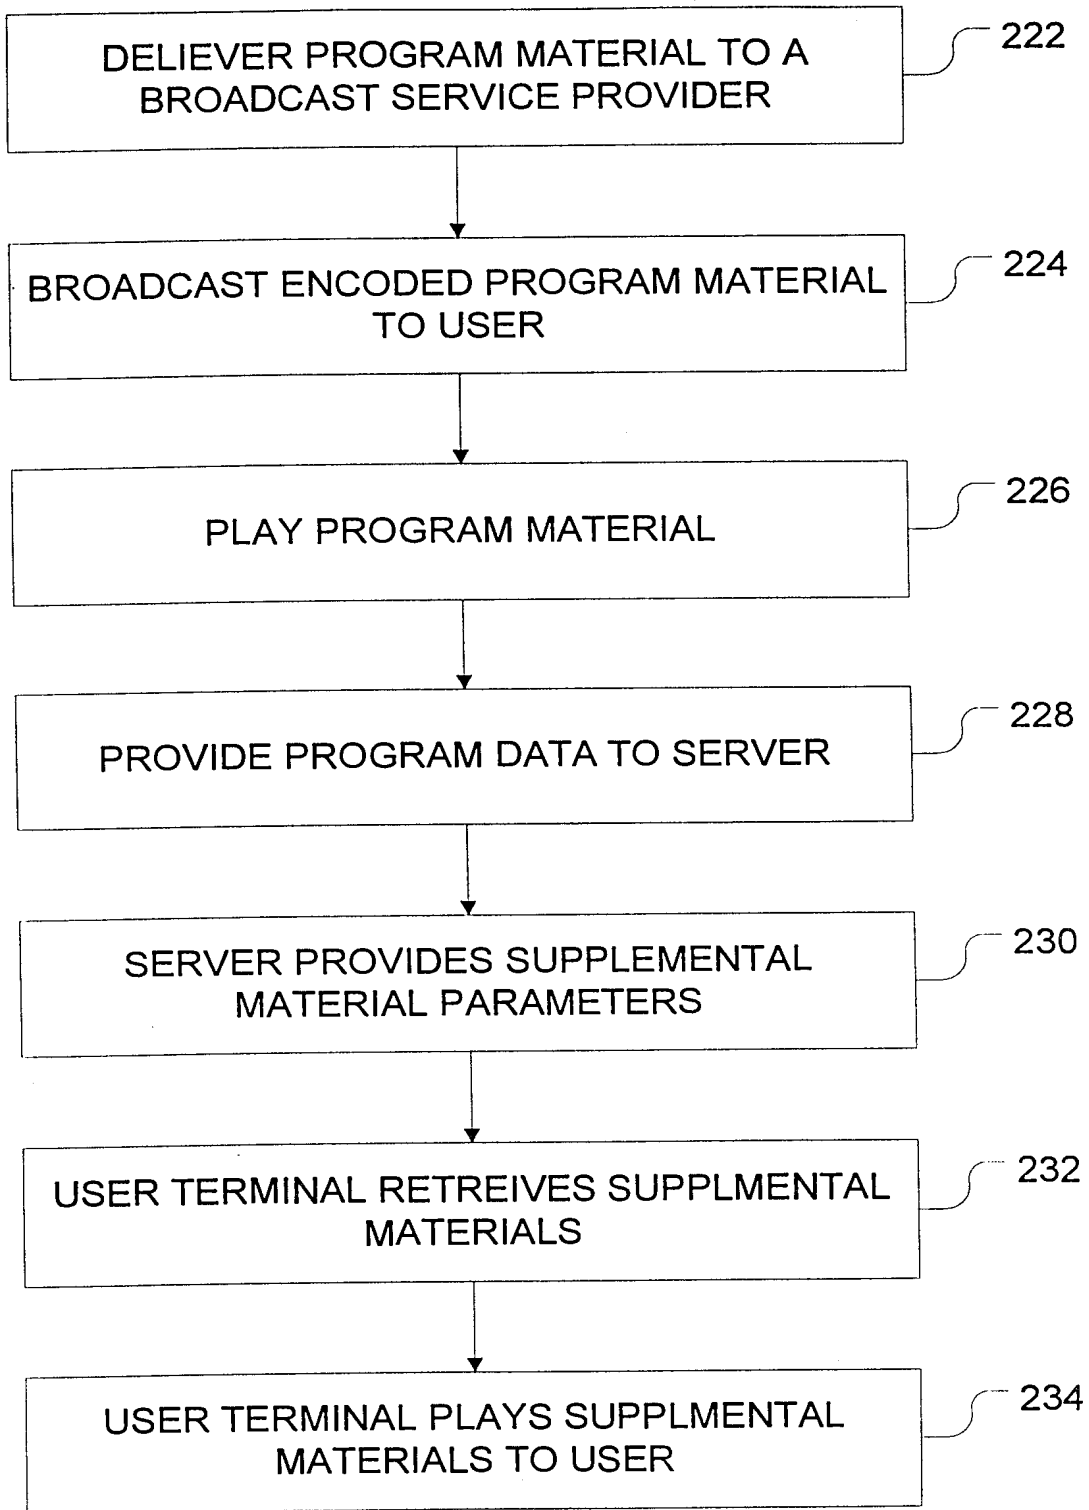 DELIEVER PROGRAM MATERIAL TO A
BROADCAST SERVICE PROVIDER
222
BROADCAST ENCODED PROGRAM MATERIAL
TO USER
224
PLAY PROGRAM MATERIAL
226
PROVIDE PROGRAM DATA TO SERVER
228
SERVER PROVIDES SUPPLEMENTAL
MATERIAL PARAMETERS
230
USER TERMINAL RETREIVES SUPPLMENTAL
MATERIALS
232
USER TERMINAL PLAYS SUPPLMENTAL
MATERIALS TO USER
234